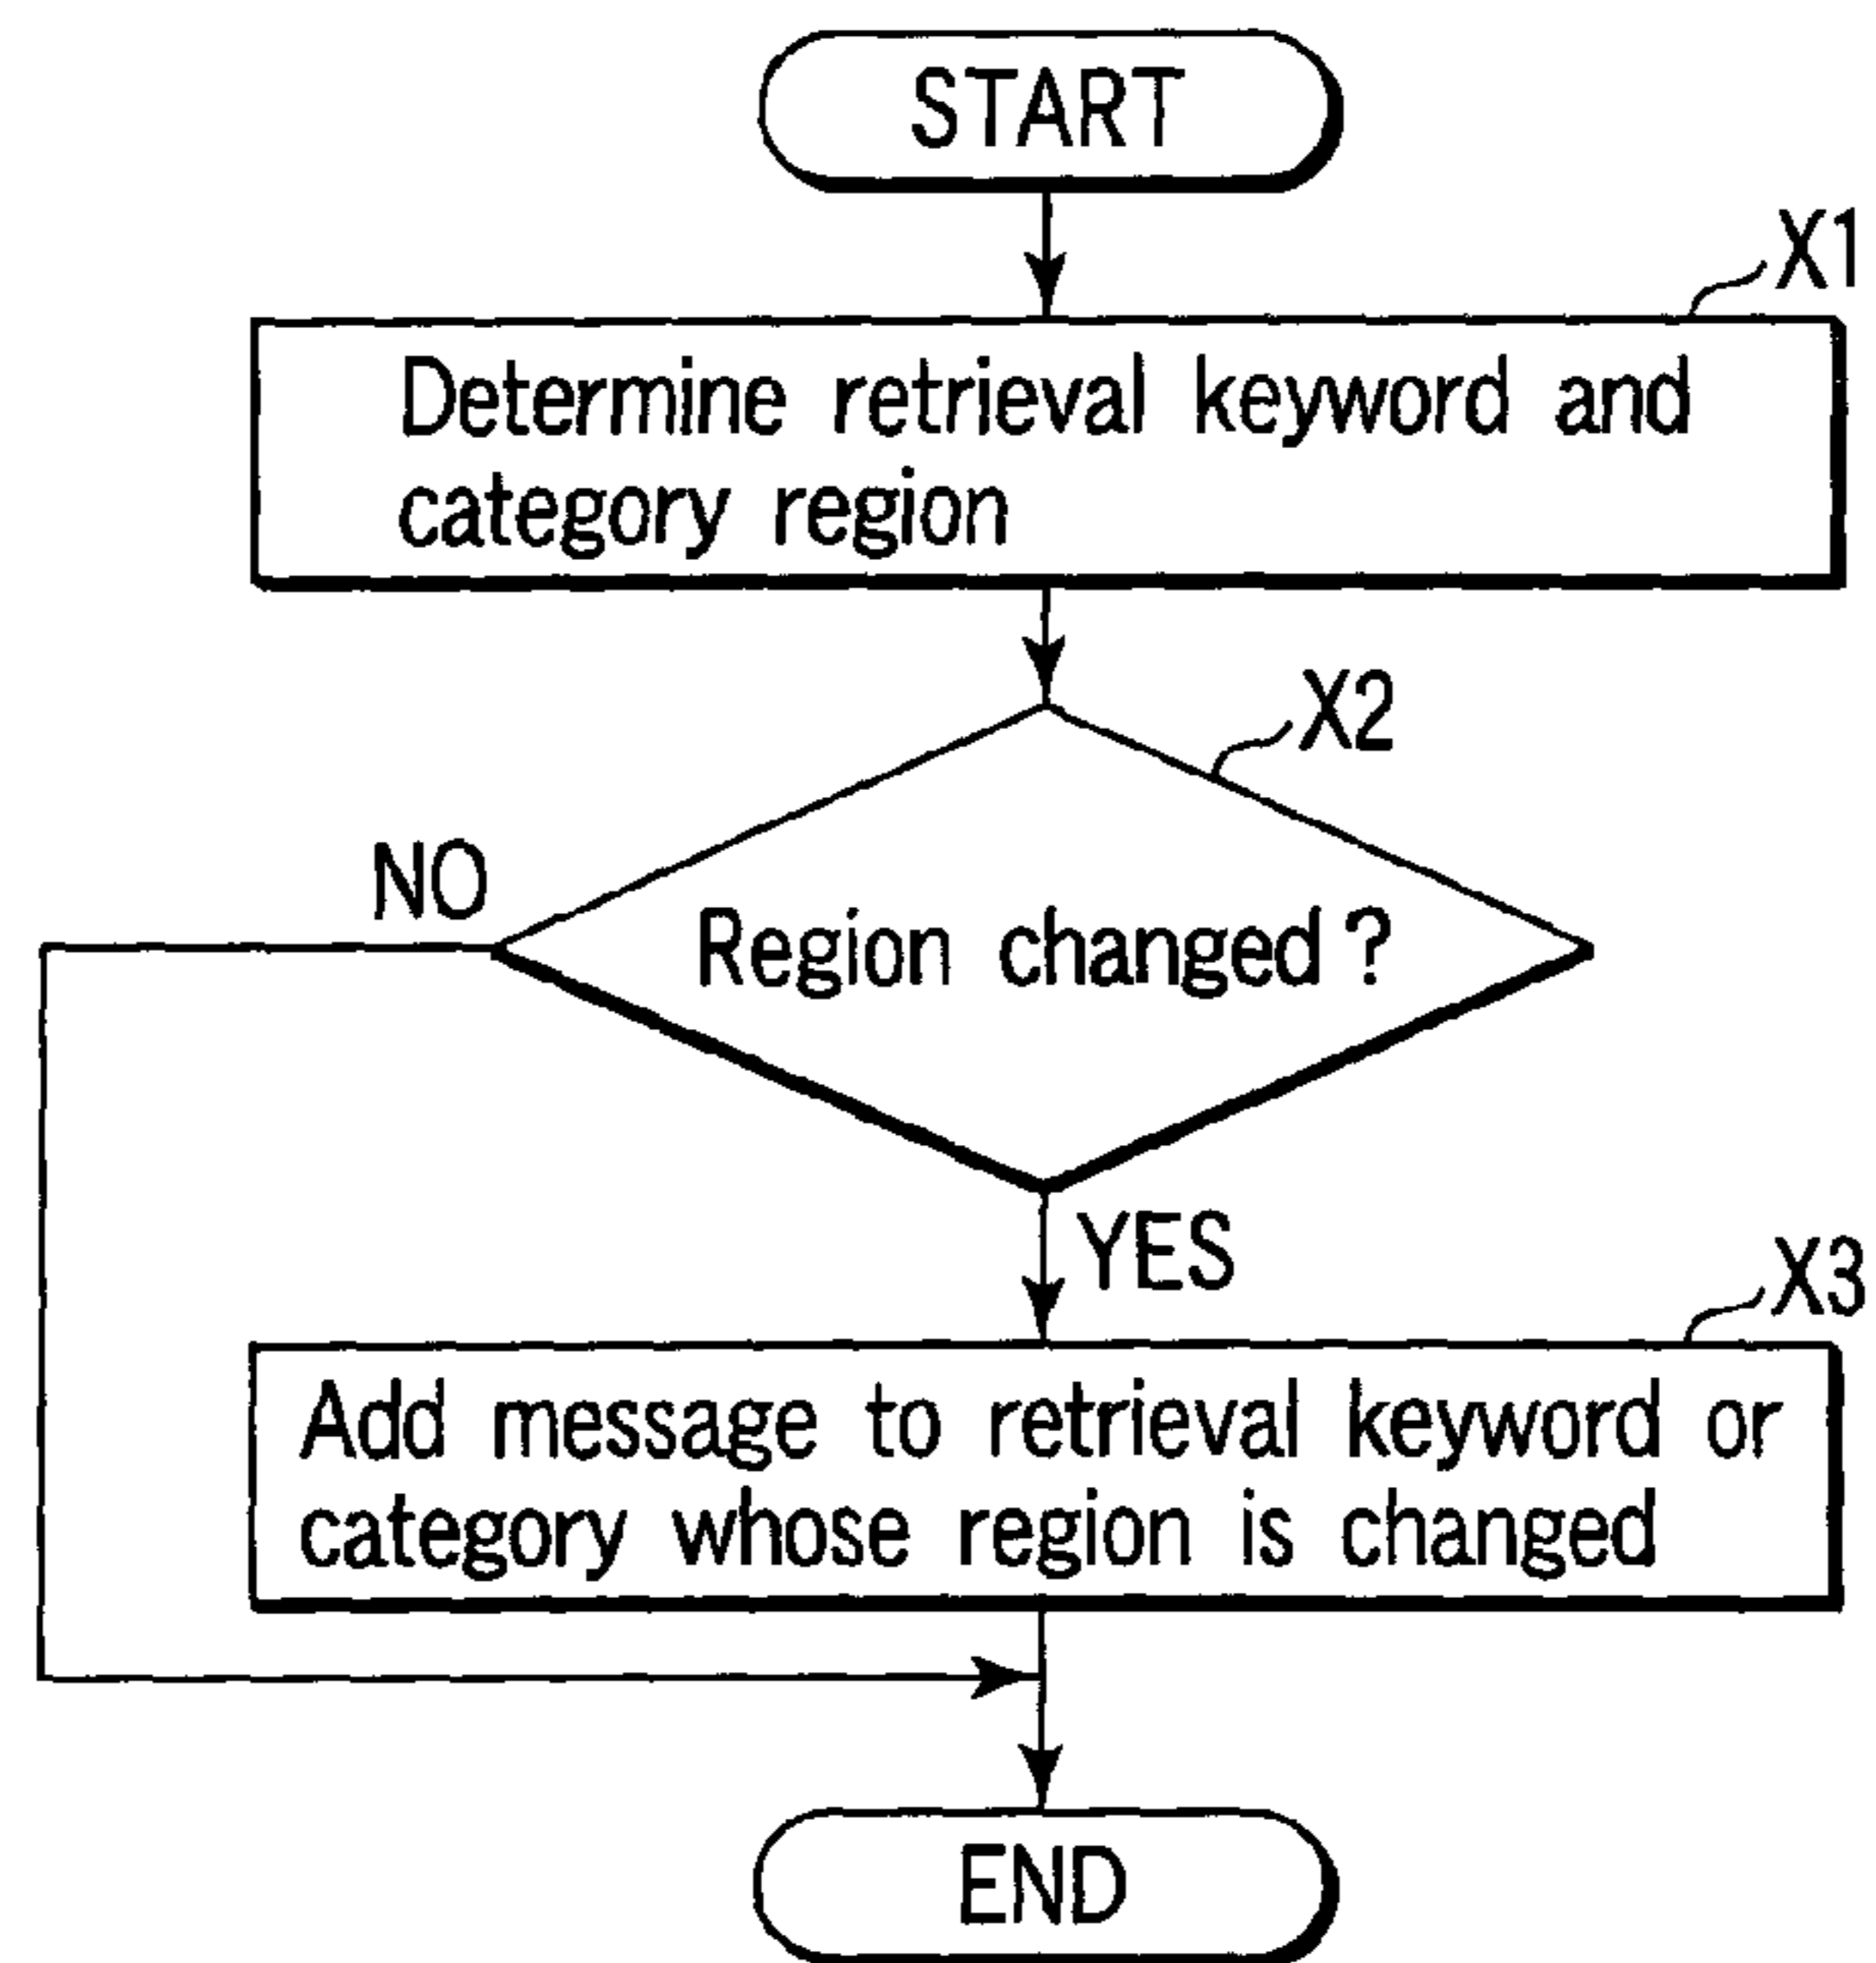 START
X1
Determine retrieval keyword and
category region
X2
NO
Region changed?
YES
X3
Add message to retrieval keyword or
category whose region is changed
END